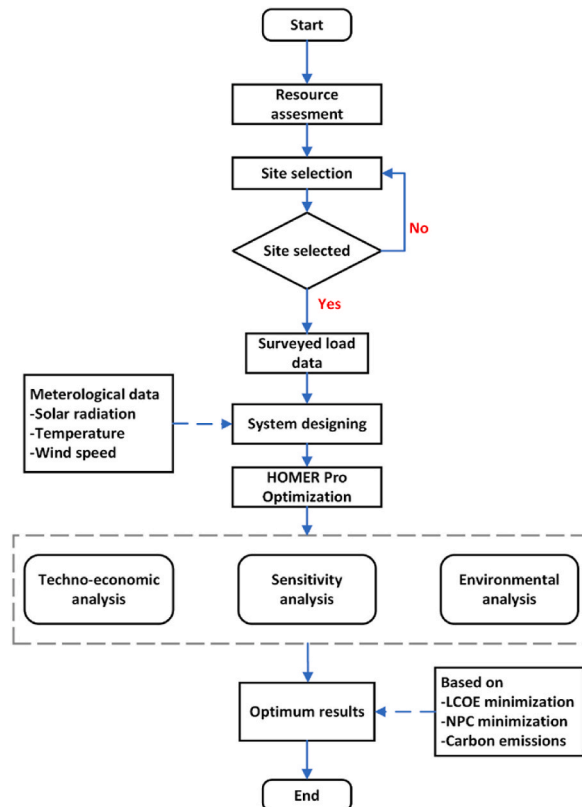 Start
Resource
assesment
Site selection
No
Site selected
Yes
Surveyed load
data
Meterological data
-Solar radiation
-Temperature
-Wind speed
System designing
HOMER Pro
Optimization
Techno-economic
analysis
Sensitivity
analysis
Environmental
analysis
Optimum results
Based on
-LCOE minimization
-NPC minimization
-Carbon emissions
End